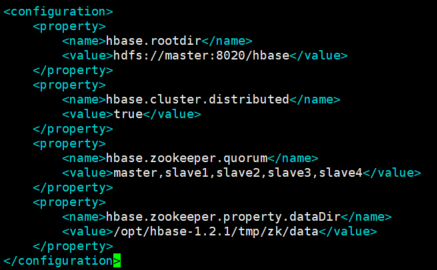 <configuration>
    <property>
        <name>hbase.rootdir</name>
        <value>hdfs://master:8020/hbase</value>
    </property>
    <property>
        <name>hbase.cluster.distributed</name>
        <value>true</value>
    </property>
    <property>
        <name>hbase.zookeeper.quorum</name>
        <value>master,slave1,slave2,slave3,slave4</value>
    </property>
    <property>
        <name>hbase.zookeeper.property.dataDir</name>
        <value>/opt/hbase-1.2.1/tmp/zk/data</value>
    </property>
</configuration>